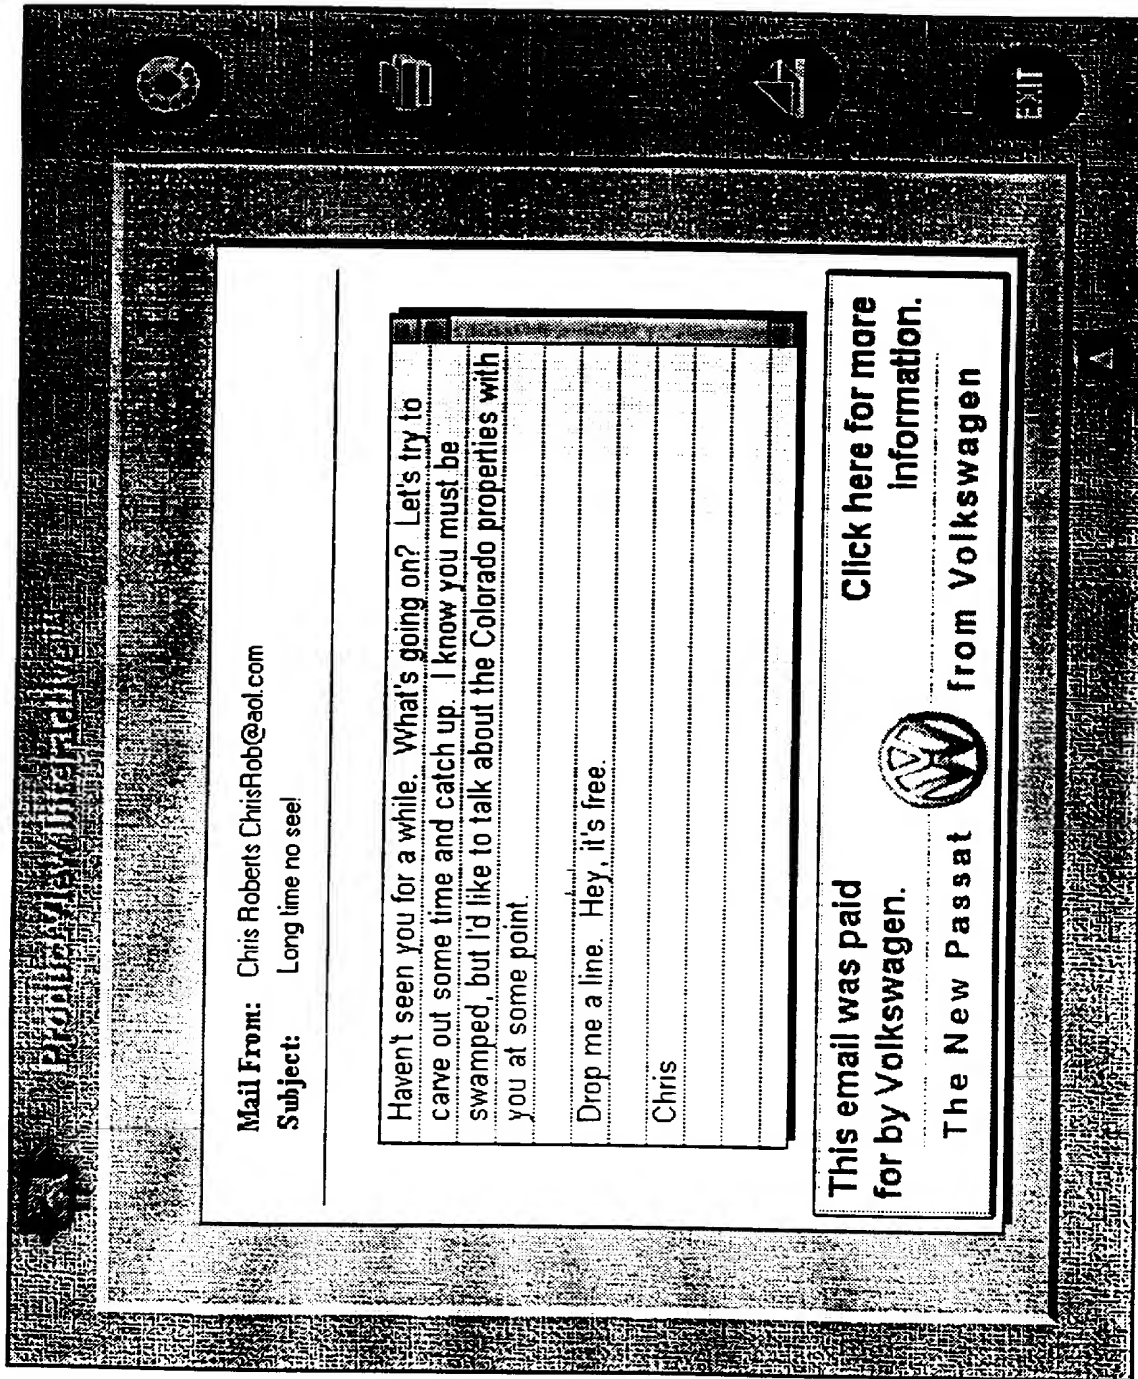 Mail From: Chris Roberts ChrisRob@aol.com
Subject: Long time no see!
Haven't seen you for a while. What's going on? Let's try to
carve out some time and catch up. I know you must be
swamped, but I'd like to talk about the Colorado properties with
you at some point.
Drop me a line. Hey, it's free.
Chris
This email was paid
for by Volkswagen.
Click here for more
information.
The New Passat
from Volkswagen
EXIT